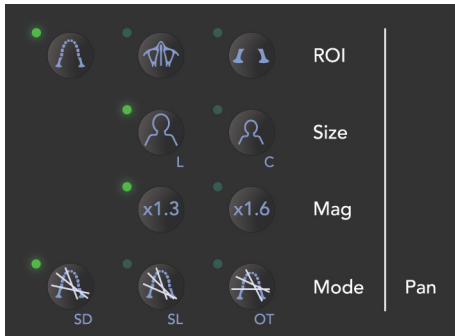 ROI
Size
L C
x1.3 x1.6 Mag
Mode Pan
SD SL OT